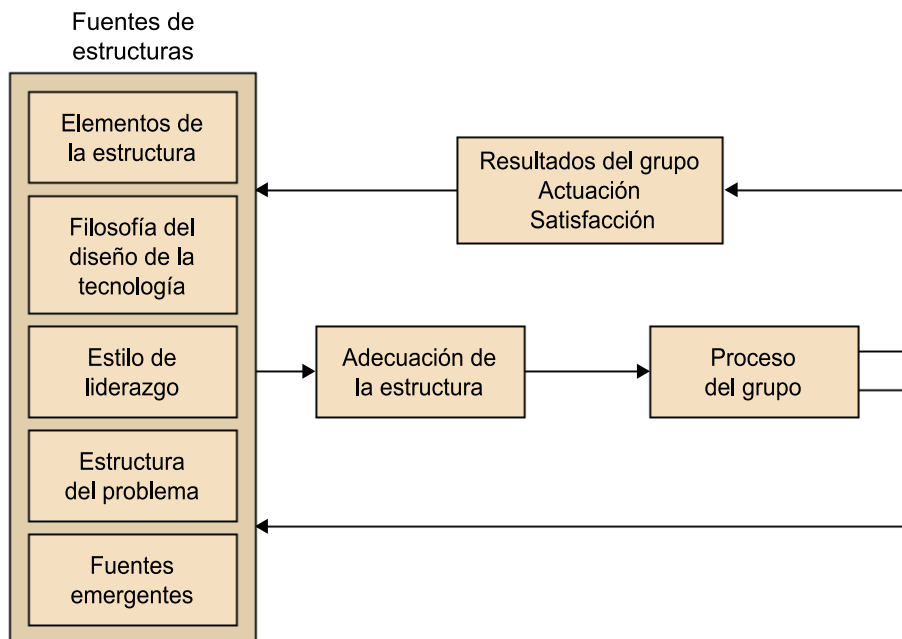 Fuentes de
estructuras
Elementos de
la estructura
Filosofía del
diseño de la
tecnología
Estilo de
liderazgo
Estructura
del problema
Fuentes
emergentes
Resultados del grupo
Actuación
Satisfacción
Adecuación de
la estructura
Proceso
del grupo